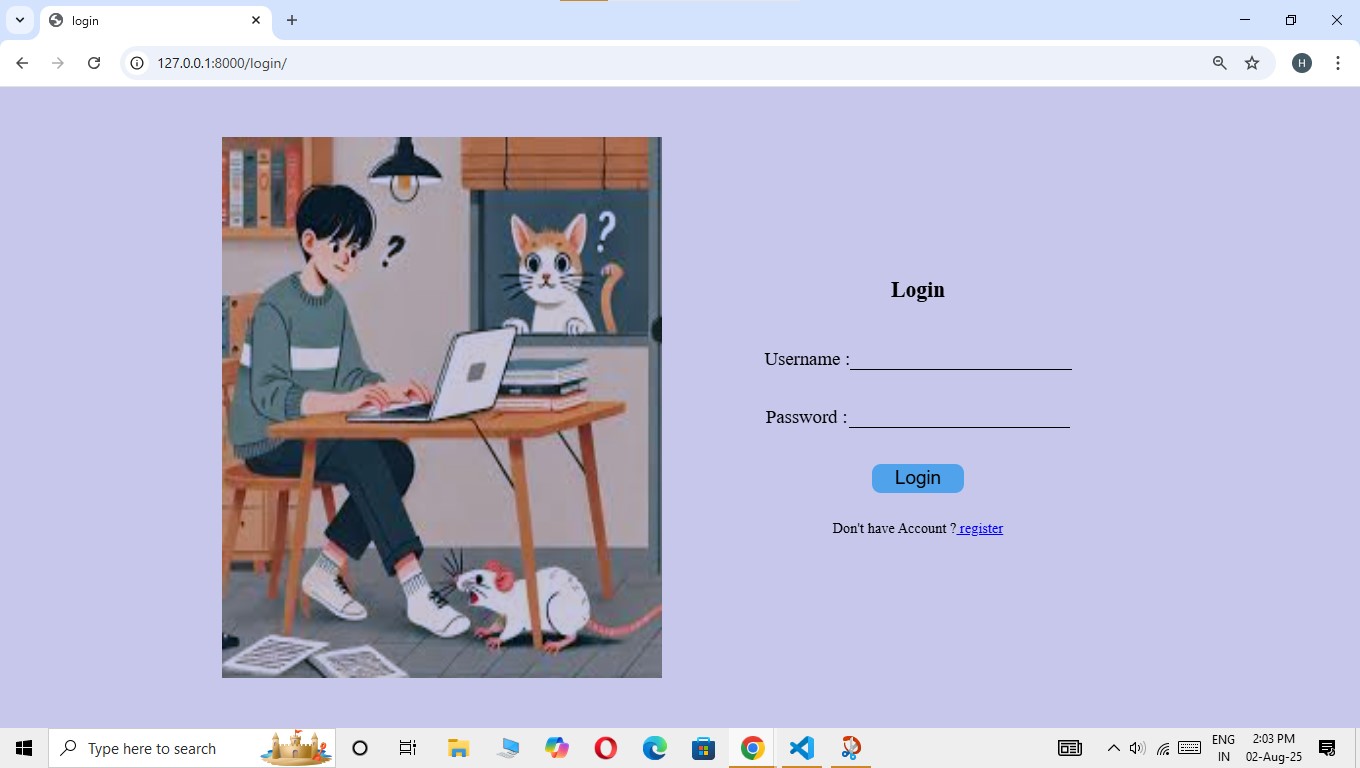 login
127.0.0.1:8000/login/
H
?
?
Login
Username :
Password :
Login
Don't have Account ? register
Type here to search
ENG
IN
2:03 PM
02-Aug-25